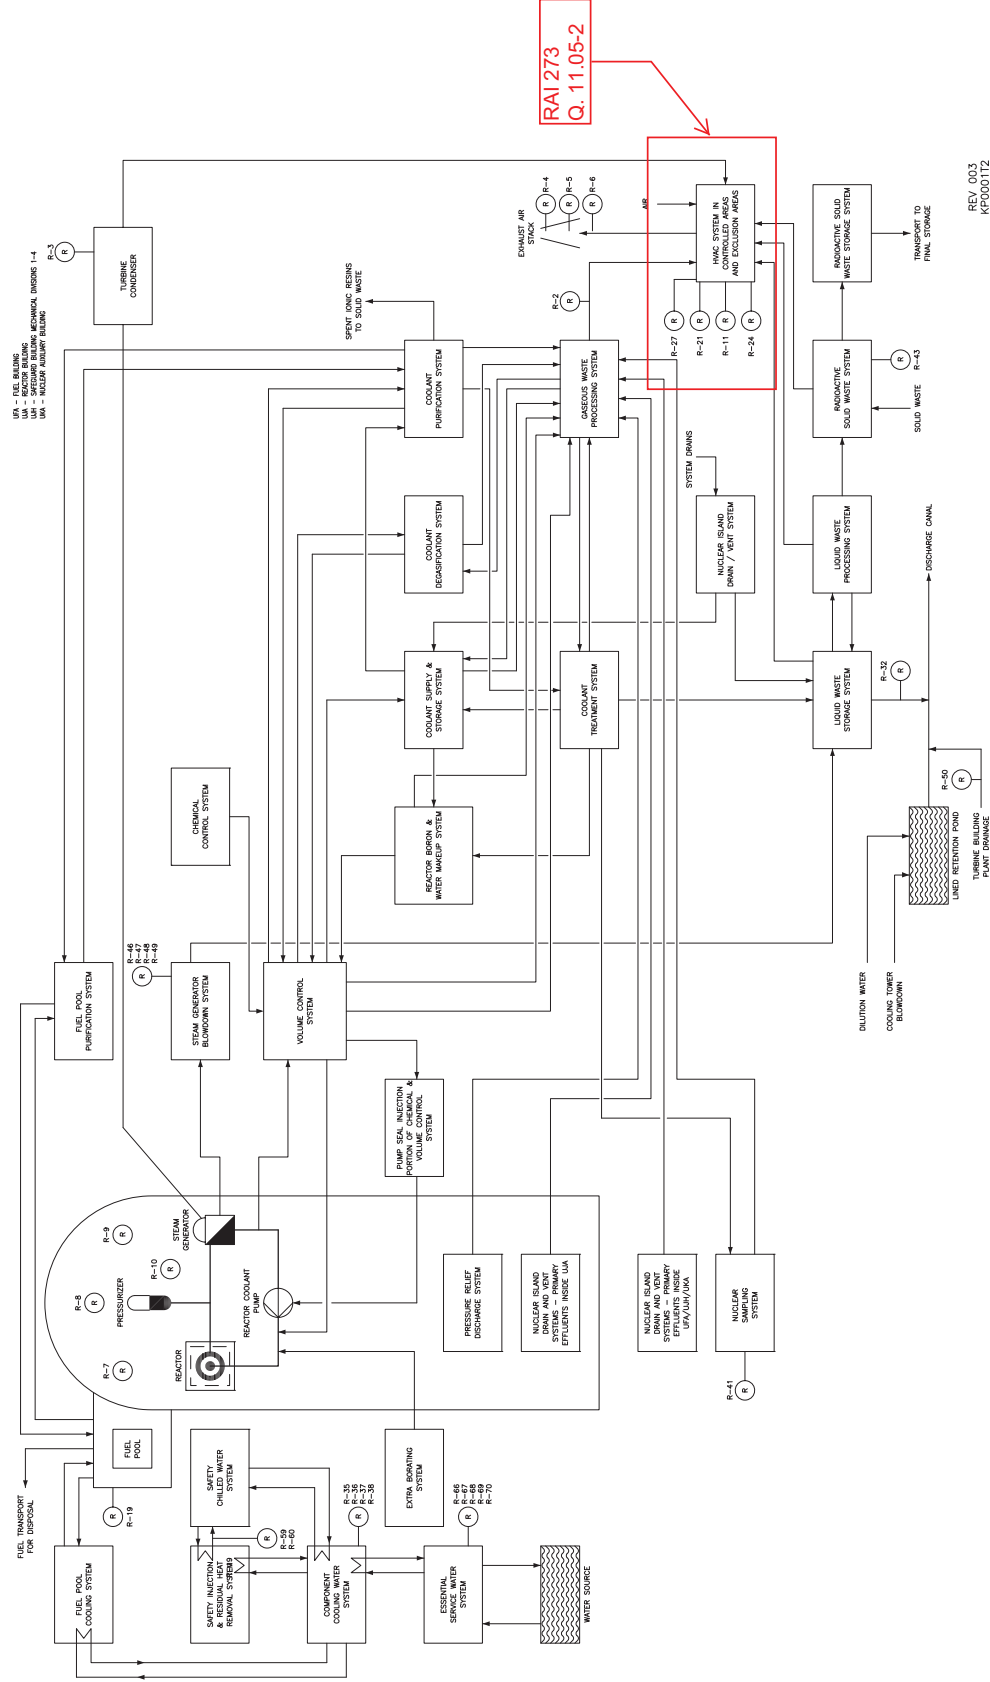 RAI 273
Q. 11.05-2
UFA - FUEL BUILDING
UJA - REACTOR BUILDING
UJH - SAFEGUARD BUILDING MECHANICAL DIVISIONS 1-4
UKA - NUCLEAR AUXILIARY BUILDING
FUEL TRANSPORT
FOR DISPOSAL
FUEL POOL
COOLING SYSTEM
R-19
FUEL
POOL
FUEL POOL
PURIFICATION SYSTEM
R-7
R-8
R-9
R-10
R
PRESSURIZER
STEAM
GENERATOR
REACTOR
REACTOR COOLANT
PUMP
R-46
R-47
R-48
R-49
STEAM GENERATOR
BLOWDOWN SYSTEM
CHEMICAL
CONTROL SYSTEM
TURBINE
CONDENSER
R-3
SAFETY INJECTION
& RESIDUAL HEAT
REMOVAL SYSTEM
SAFETY
CHILLED WATER
SYSTEM
R-59
R-60
COMPONENT
COOLING WATER
SYSTEM
R-35
R-36
R-37
R-38
EXTRA BORATING
SYSTEM
ESSENTIAL
SERVICE WATER
SYSTEM
R-66
R-67
R-68
R-69
R-70
WATER SOURCE
VOLUME CONTROL
SYSTEM
PUMP SEAL INJECTION
PORTION OF CHEMICAL &
VOLUME CONTROL
SYSTEM
REACTOR BORON &
WATER MAKEUP SYSTEM
COOLANT SUPPLY &
STORAGE SYSTEM
COOLANT
DEGASIFICATION SYSTEM
COOLANT
PURIFICATION SYSTEM
SPENT IONIC RESINS
TO SOLID WASTE
PRESSURE RELIEF
DISCHARGE SYSTEM
NUCLEAR ISLAND
DRAIN AND VENT
SYSTEMS - PRIMARY
EFFLUENTS INSIDE UJA
NUCLEAR ISLAND
DRAIN AND VENT
SYSTEMS - PRIMARY
EFFLUENTS INSIDE
UFA/UJH/UKA
NUCLEAR
SAMPLING
SYSTEM
R-41
COOLANT
TREATMENT SYSTEM
GASEOUS WASTE
PROCESSING SYSTEM
R-2
EXHAUST AIR
STACK
R-4
R-5
R-6
AIR
HVAC SYSTEM IN
CONTROLLED AREAS
AND EXCLUSION AREAS
R-27
R-21
R-11
R-24
SYSTEM DRAINS
NUCLEAR ISLAND
DRAIN / VENT SYSTEM
LIQUID WASTE
STORAGE SYSTEM
R-32
LIQUID WASTE
PROCESSING SYSTEM
RADIOACTIVE
SOLID WASTE SYSTEM
R-43
SOLID WASTE
RADIOACTIVE SOLID
WASTE STORAGE SYSTEM
TRANSPORT TO
FINAL STORAGE
DILUTION WATER
COOLING TOWER
BLOWDOWN
LINED RETENTION POND
R-50
TURBINE BUILDING
PLANT DRAINAGE
DISCHARGE CANAL
REV 003
KP0001T2